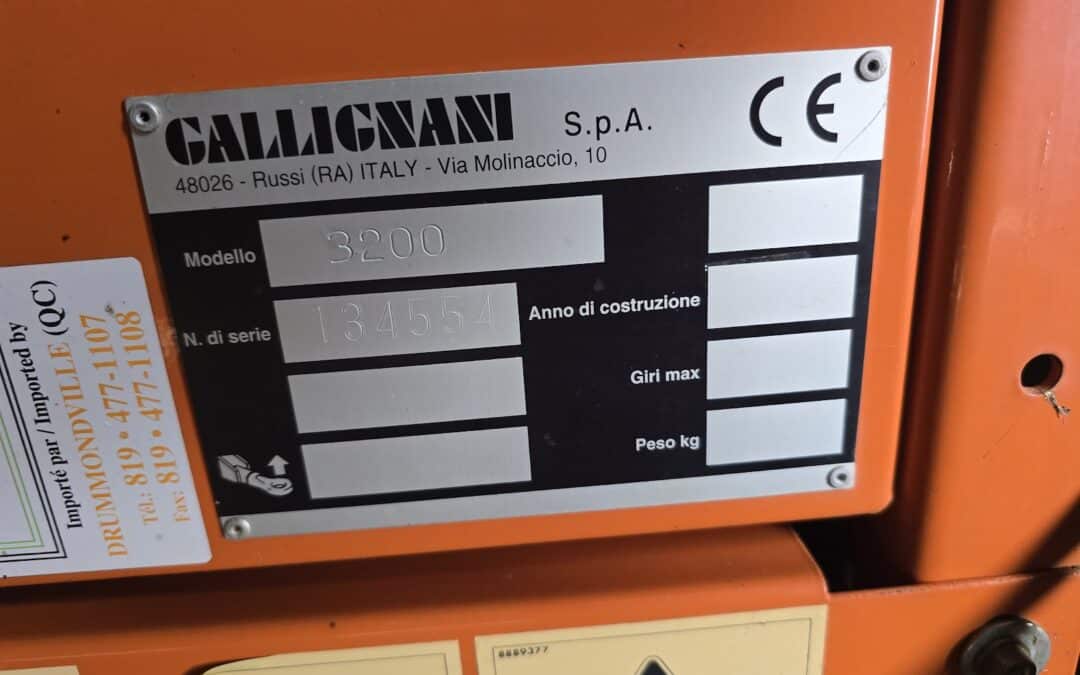 GALLIGNANI S.p.A. CE
48026 - Russi (RA) ITALY - Via Molinaccio, 10
Modello 3200
N. di serie 134554
Anno di costruzione
Giri max
Peso kg
Importé par / Imported by
DRUMMONDVILLE (QC)
Tél.: 819 • 477-1107
Fax: 819 • 477-1108
8889377